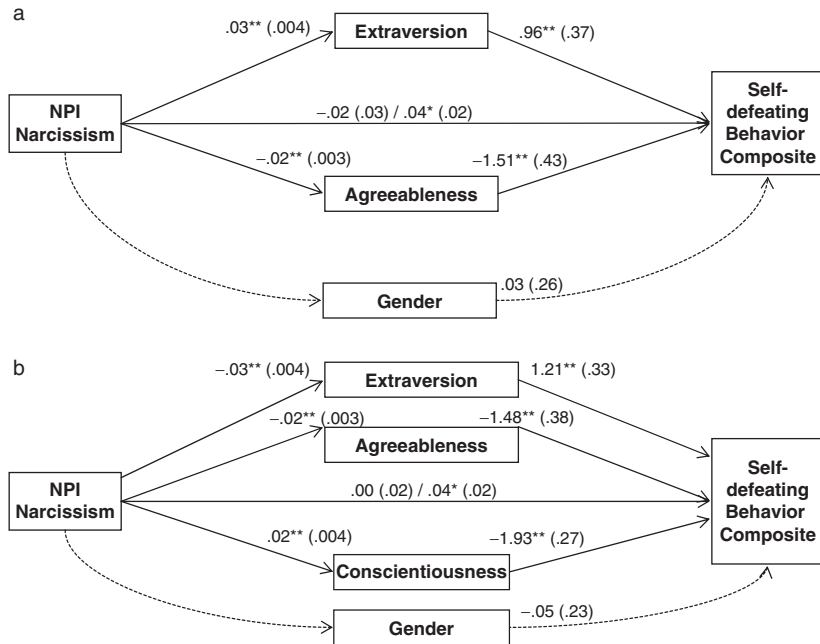 a
.03** (.004)
Extraversion
.96** (.37)
NPI
Narcissism
−.02 (.03) / .04* (.02)
Self-
defeating
Behavior
Composite
−.02** (.003)
−1.51** (.43)
Agreeableness
Gender
.03 (.26)
b
−.03** (.004)
Extraversion
1.21** (.33)
−.02** (.003)
−1.48** (.38)
Agreeableness
NPI
Narcissism
.00 (.02) / .04* (.02)
Self-
defeating
Behavior
Composite
.02** (.004)
−1.93** (.27)
Conscientiousness
Gender
−.05 (.23)